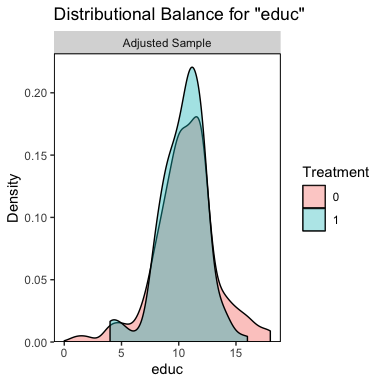 Distributional Balance for "educ"
Adjusted Sample
Density
0.20
0.15
0.10
0.05
0.00
0
5
10
15
educ
Treatment
0
1